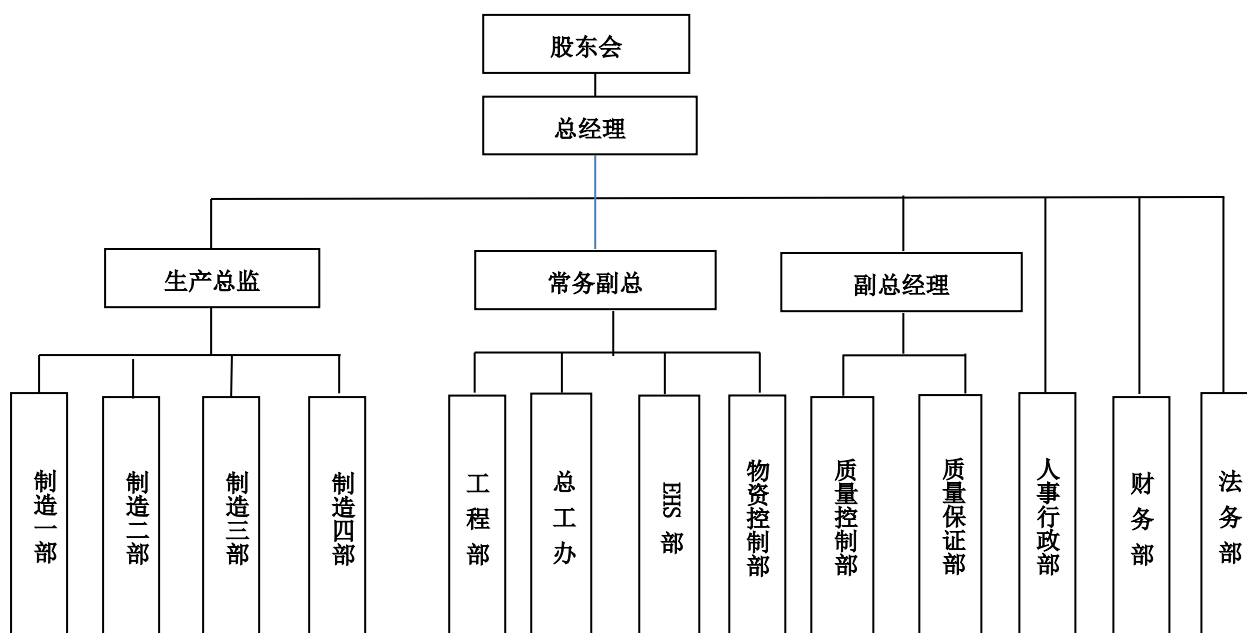 股东会
总经理
生产总监
常务副总
副总经理
制造一部
制造二部
制造三部
制造四部
工程部
总工办
EHS 部
物资控制部
质量控制部
质量保证部
人事行政部
财务部
法务部